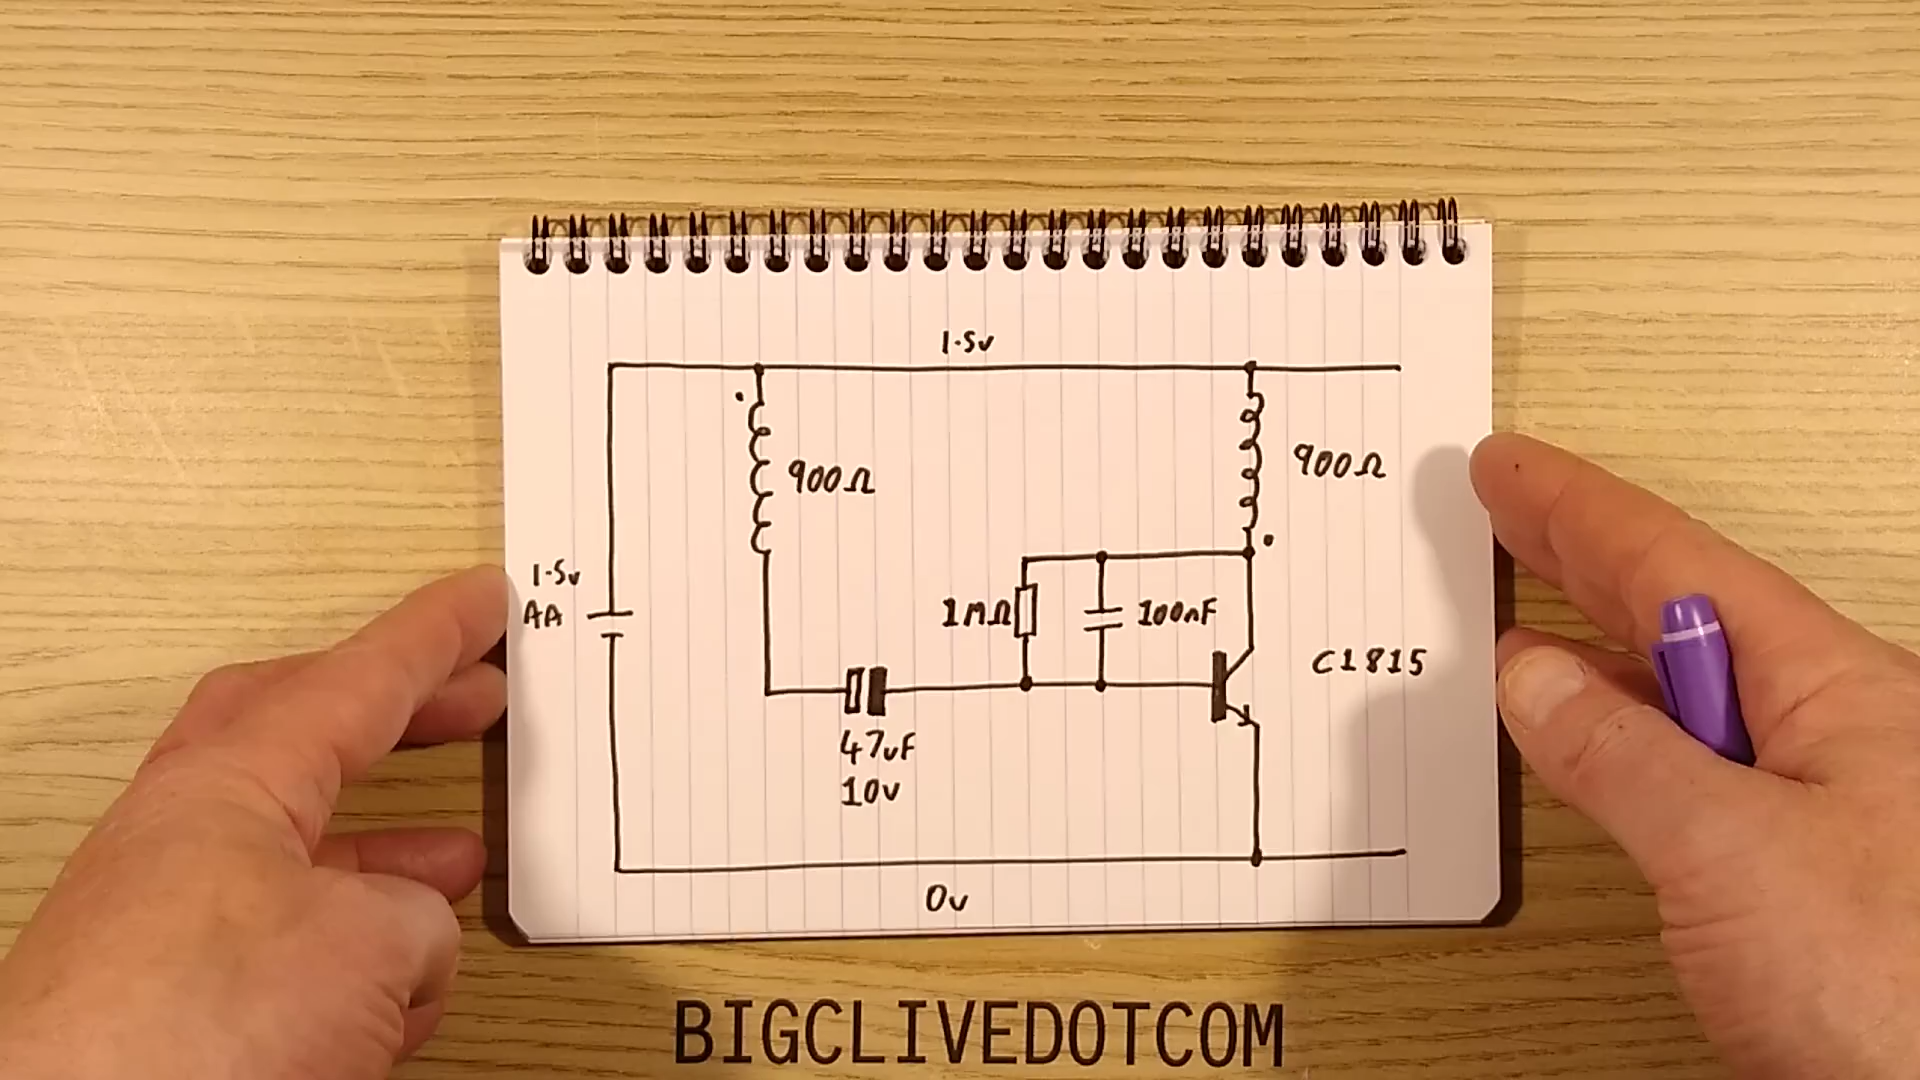 1.5v
900Ω
900Ω
1.5v
AA
1MΩ
100nF
C1815
47uF
10v
0v
BIGCLIVEDOTCOM